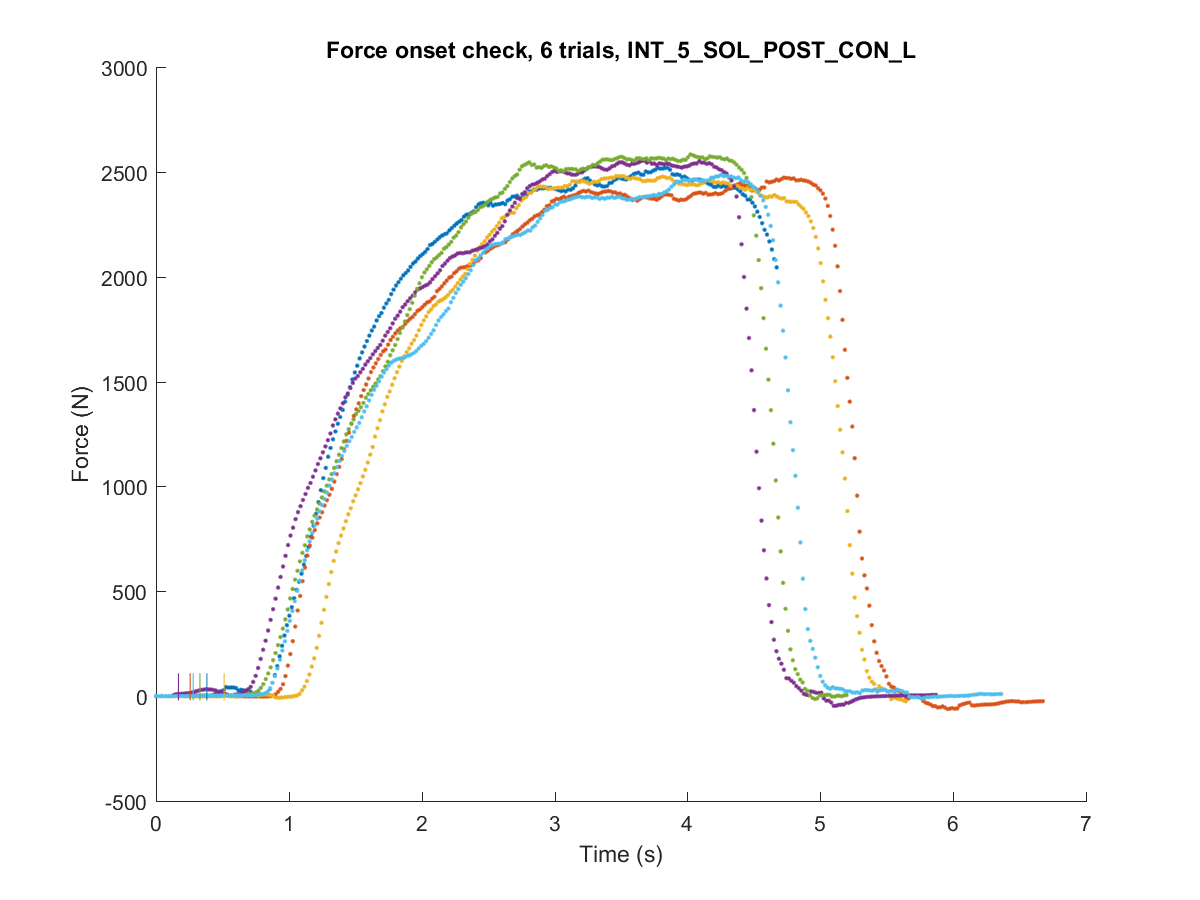 Force onset check, 6 trials, INT_5_SOL_POST_CON_L
3000
2500
2000
1500
1000
500
0
-500
Force (N)
0 1 2 3 4 5 6 7
Time (s)